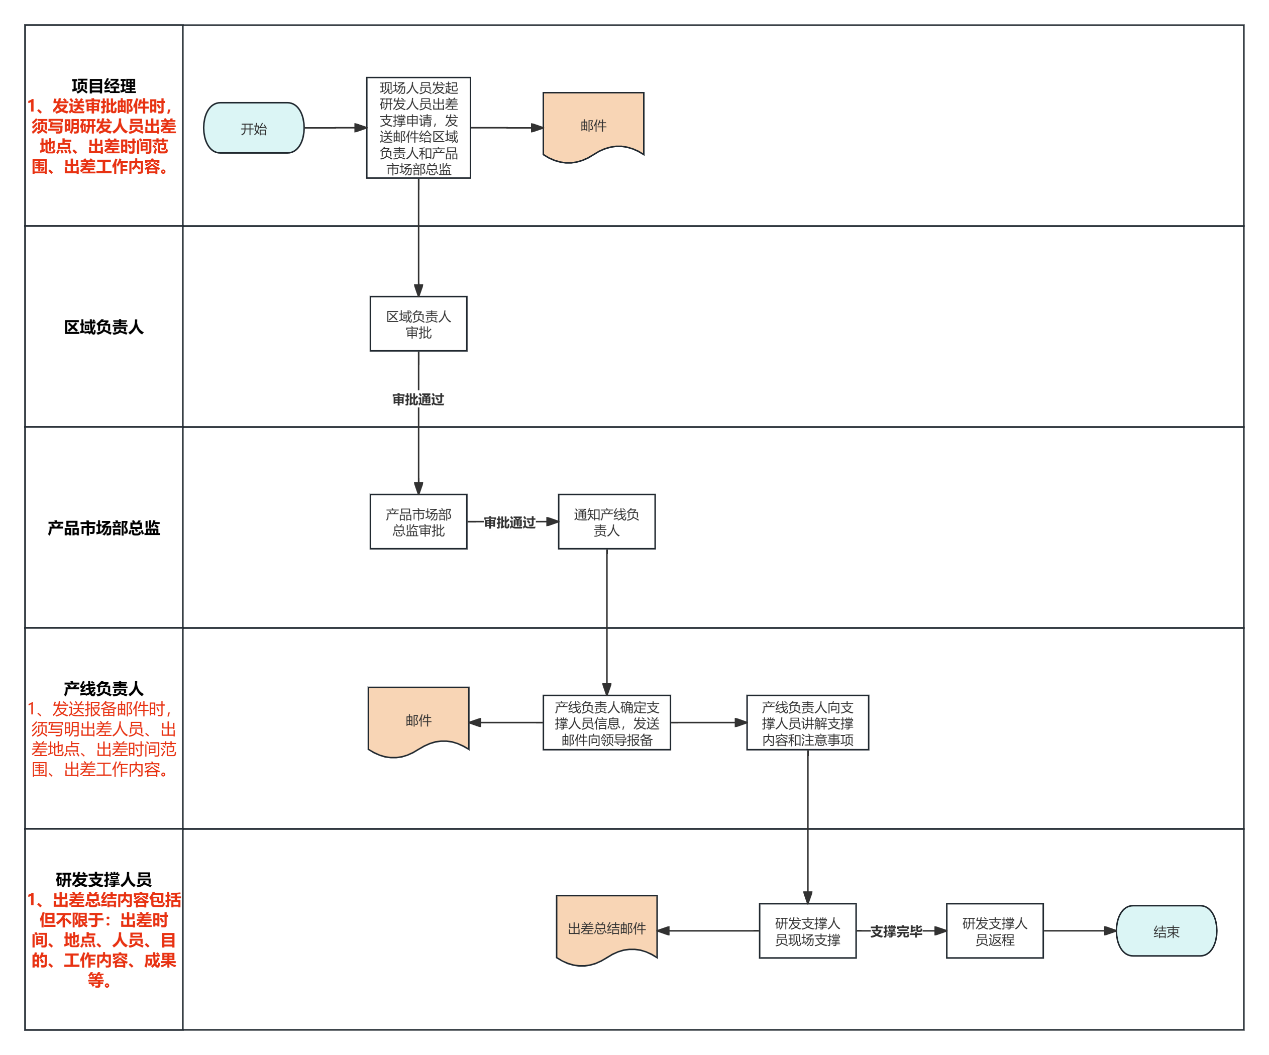 项目经理
1、发送审批邮件时，
须写明研发人员出差
地点、出差时间范
围、出差工作内容。
开始
现场人员发起
研发人员出差
支撑申请，发
送邮件给区域
负责人和产品
市场部总监
邮件
区域负责人
区域负责人
审批
审批通过
产品市场部总监
产品市场部
总监审批
审批通过
通知产线负
责人
产线负责人
1、发送报备邮件时，
须写明出差人员、出
差地点、出差时间范
围、出差工作内容。
邮件
产线负责人确定支
撑人员信息，发送
邮件向领导报备
产线负责人向支
撑人员讲解支撑
内容和注意事项
研发支撑人员
1、出差总结内容包括
但不限于：出差时
间、地点、人员、目
的、工作内容、成果
等。
出差总结邮件
研发支撑人
员现场支撑
支撑完毕
研发支撑人
员返程
结束